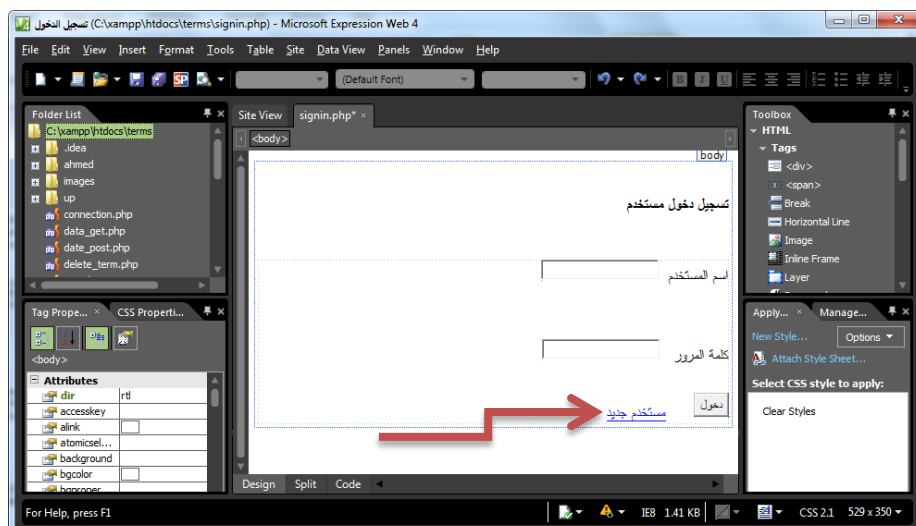 تسجيل الدخول (C:\xampp\htdocs\terms\signin.php) - Microsoft Expression Web 4
File Edit View Insert Format Tools Table Site Data View Panels Window Help
(Default Font)
Folder List
C:\xampp\htdocs\terms
.idea
ahmed
images
up
connection.php
data_get.php
date_post.php
delete_term.php
Tag Prope... CSS Properti...
<body>
Attributes
dir rtl
accesskey
alink
atomicsel...
background
bgcolor
Site View signin.php*
<body>
body
تسجيل دخول مستخدم
اسم المستخدم
كلمة المرور
دخول مستخدم جديد
Design Split Code
Toolbox
HTML
Tags
<div>
<span>
Break
Horizontal Line
Image
Inline Frame
Layer
Apply... Manage...
New Style... Options
Attach Style Sheet...
Select CSS style to apply:
Clear Styles
For Help, press F1 IE8 1.41 KB CSS 2.1 529 x 350